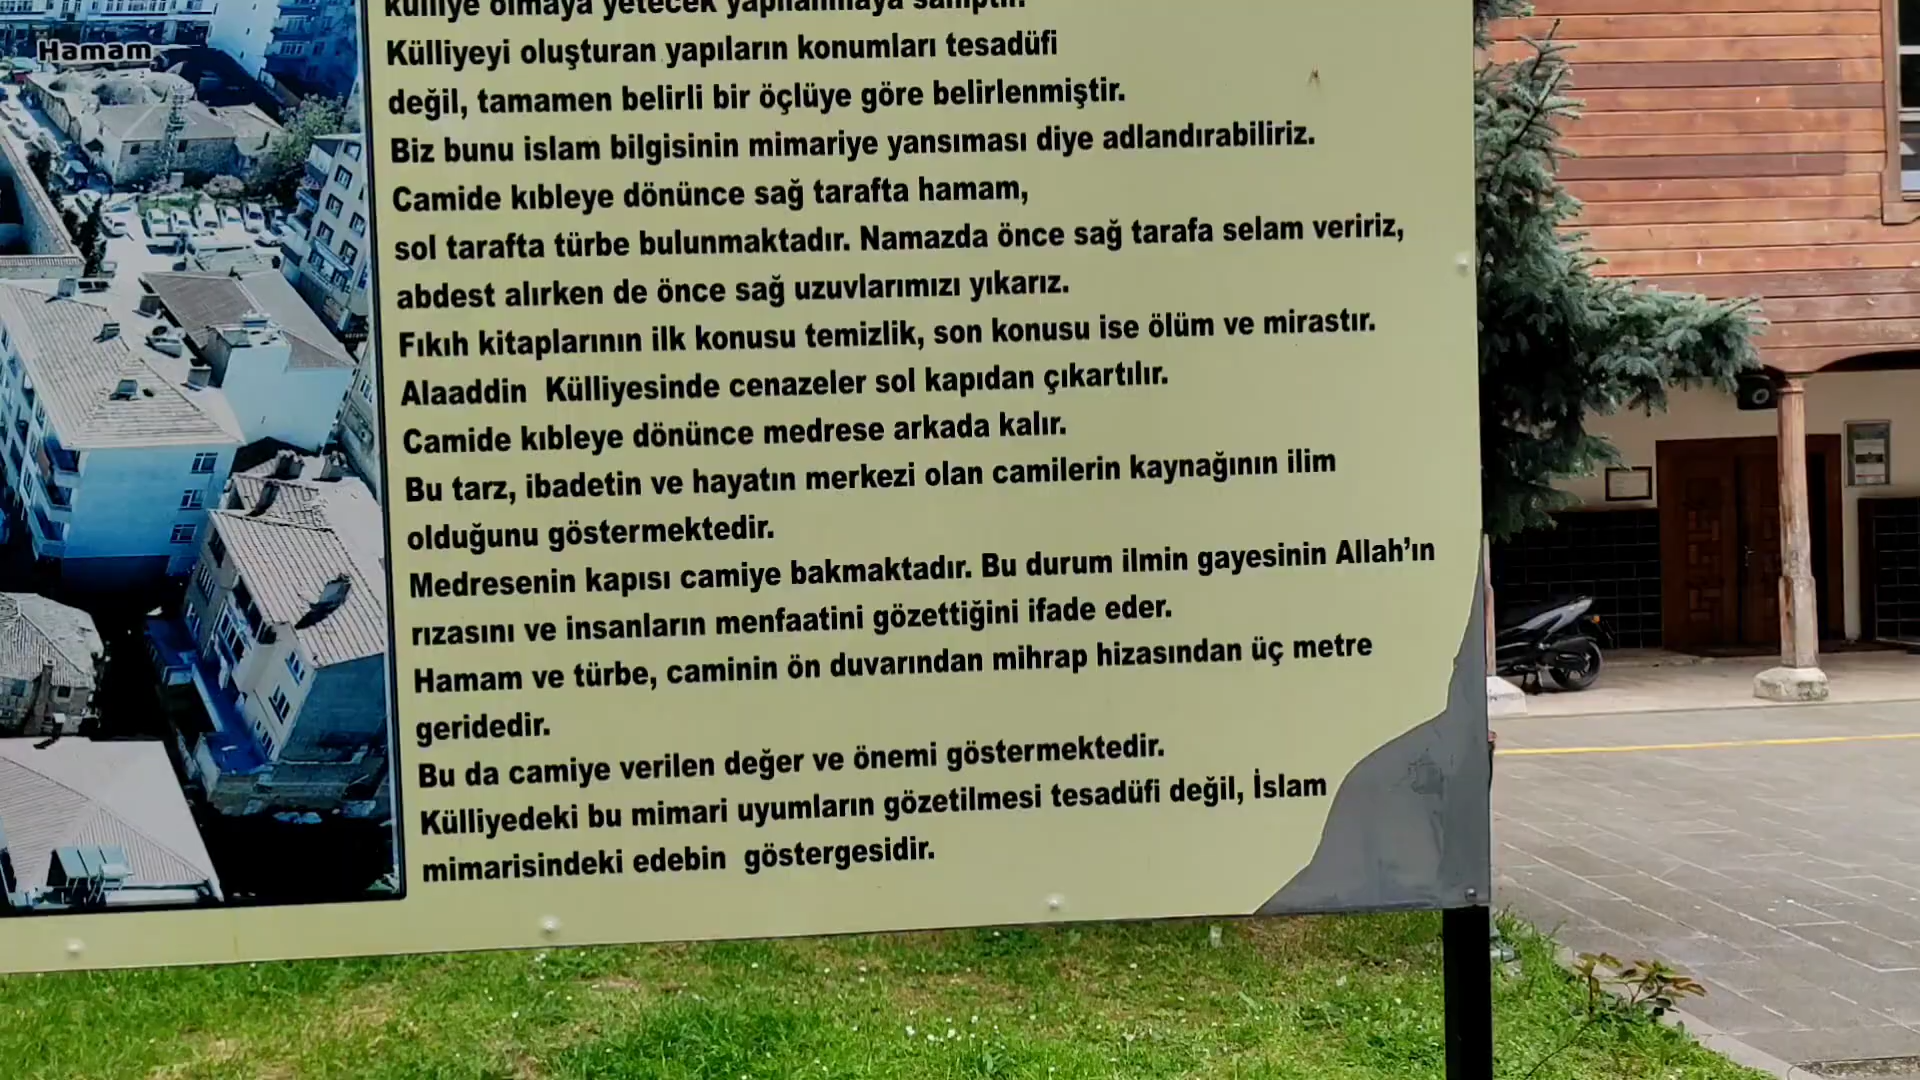 Hamam
külliye olmaya yetecek yapılanmaya sahiptir.
Külliyeyi oluşturan yapıların konumları tesadüfi
değil, tamamen belirli bir öçlüye göre belirlenmiştir.
Biz bunu islam bilgisinin mimariye yansıması diye adlandırabiliriz.
Camide kıbleye dönünce sağ tarafta hamam,
sol tarafta türbe bulunmaktadır. Namazda önce sağ tarafa selam veririz,
abdest alırken de önce sağ uzuvlarımızı yıkarız.
Fıkıh kitaplarının ilk konusu temizlik, son konusu ise ölüm ve mirastır.
Alaaddin Külliyesinde cenazeler sol kapıdan çıkartılır.
Camide kıbleye dönünce medrese arkada kalır.
Bu tarz, ibadetin ve hayatın merkezi olan camilerin kaynağının ilim
olduğunu göstermektedir.
Medresenin kapısı camiye bakmaktadır. Bu durum ilmin gayesinin Allah’ın
rızasını ve insanların menfaatini gözettiğini ifade eder.
Hamam ve türbe, caminin ön duvarından mihrap hizasından üç metre
geridedir.
Bu da camiye verilen değer ve önemi göstermektedir.
Külliyedeki bu mimari uyumların gözetilmesi tesadüfi değil, İslam
mimarisindeki edebin göstergesidir.